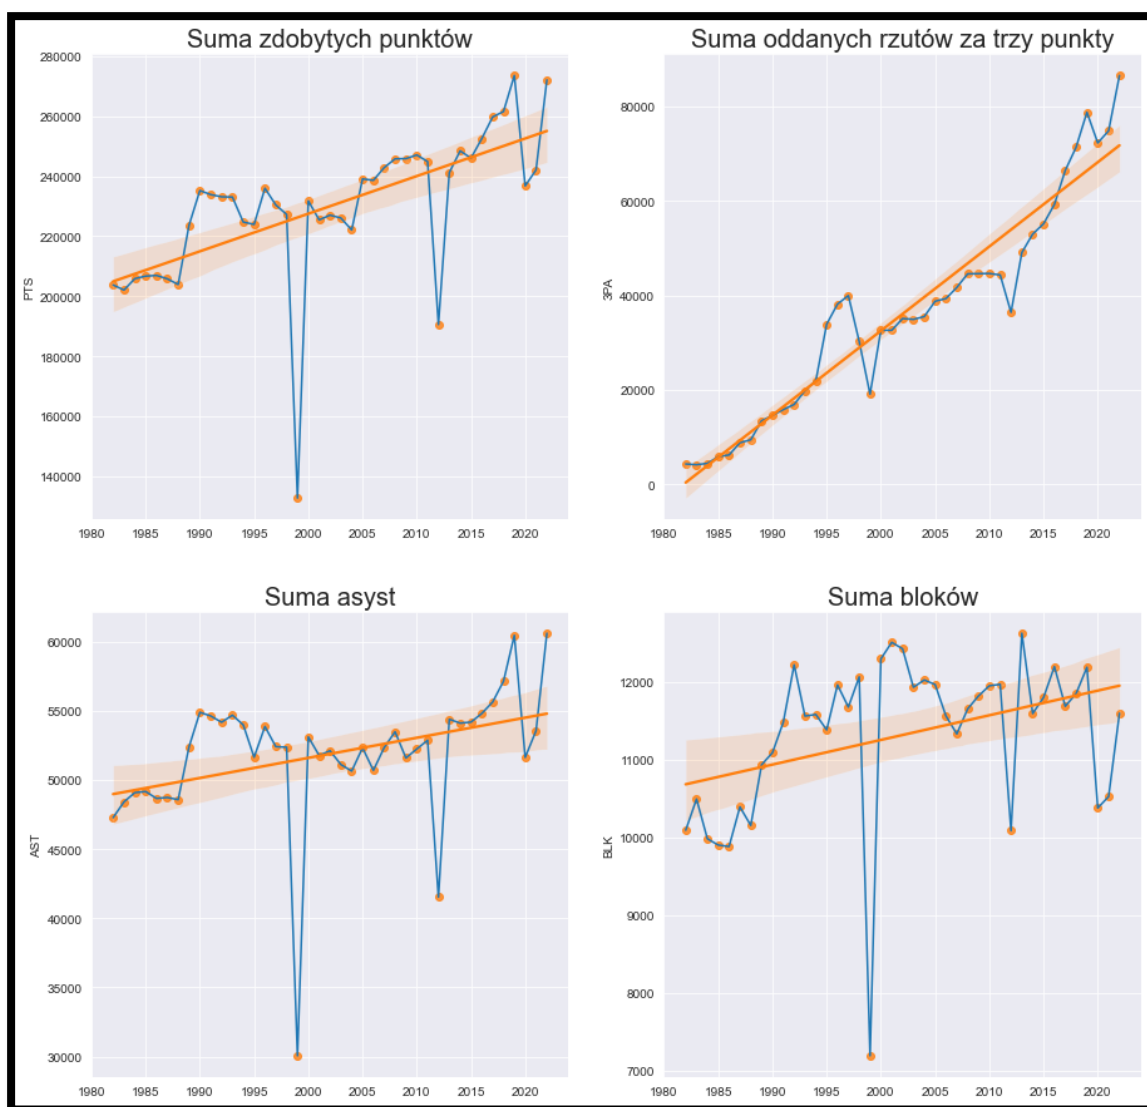 Suma zdobytych punktów
280000
260000
240000
220000
200000
180000
160000
140000
PTS
1980 1985 1990 1995 2000 2005 2010 2015 2020
Suma oddanych rzutów za trzy punkty
80000
60000
40000
20000
0
3PA
1980 1985 1990 1995 2000 2005 2010 2015 2020
Suma asyst
60000
55000
50000
45000
40000
35000
30000
AST
1980 1985 1990 1995 2000 2005 2010 2015 2020
Suma bloków
12000
11000
10000
9000
8000
7000
BLK
1980 1985 1990 1995 2000 2005 2010 2015 2020